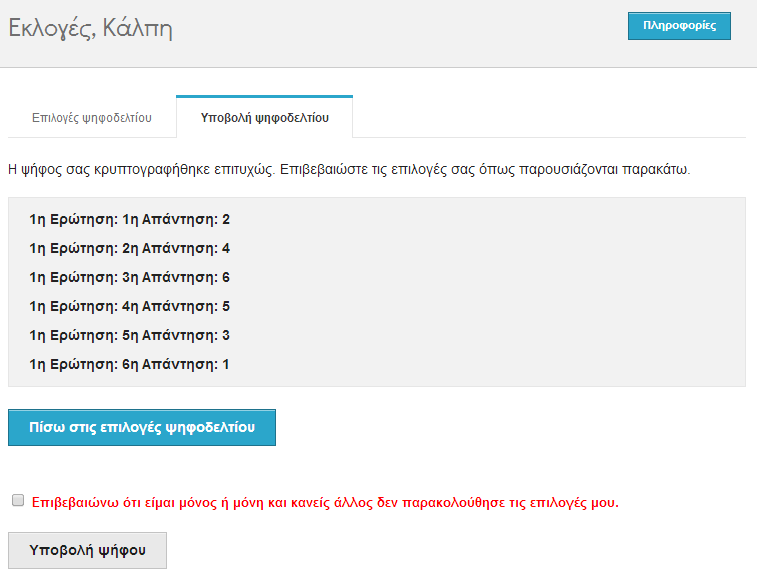 Εκλογές, Κάλπη
Πληροφορίες
Επιλογές ψηφοδελτίου
Υποβολή ψηφοδελτίου
Η ψήφος σας κρυπτογραφήθηκε επιτυχώς. Επιβεβαιώστε τις επιλογές σας όπως παρουσιάζονται παρακάτω.
1η Ερώτηση: 1η Απάντηση: 2
1η Ερώτηση: 2η Απάντηση: 4
1η Ερώτηση: 3η Απάντηση: 6
1η Ερώτηση: 4η Απάντηση: 5
1η Ερώτηση: 5η Απάντηση: 3
1η Ερώτηση: 6η Απάντηση: 1
Πίσω στις επιλογές ψηφοδελτίου
Επιβεβαιώνω ότι είμαι μόνος ή μόνη και κανείς άλλος δεν παρακολούθησε τις επιλογές μου.
Υποβολή ψήφου